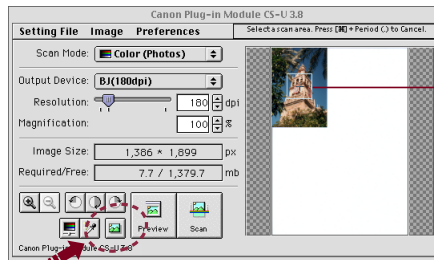 Canon Plug-in Module CS-U 3.8
Setting File Image Preferences
Select a scan area. Press [⌘] + Period (.) to Cancel.
Scan Mode: Color (Photos)
Output Device: BJ(180dpi)
Resolution: 180 dpi
Magnification: 100 %
Image Size: 1,386 * 1,899 px
Required/Free: 7.7 / 1,379.7 mb
Preview Scan
Canon Plug-in Module CS-U 3.8